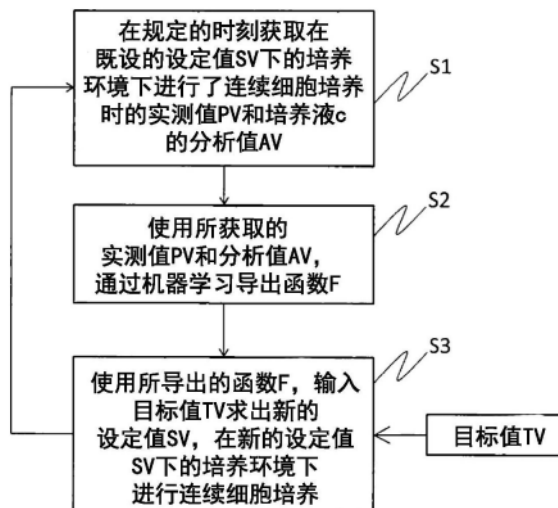 在规定的时刻获取在
既设的设定值SV下的培养
环境下进行了连续细胞培养
时的实测值PV和培养液c
的分析值AV
S1
使用所获取的
实测值PV和分析值AV，
通过机器学习导出函数F
S2
使用所导出的函数F，输入
目标值TV求出新的
设定值SV，在新的设定值
SV下的培养环境下
进行连续细胞培养
S3
目标值TV